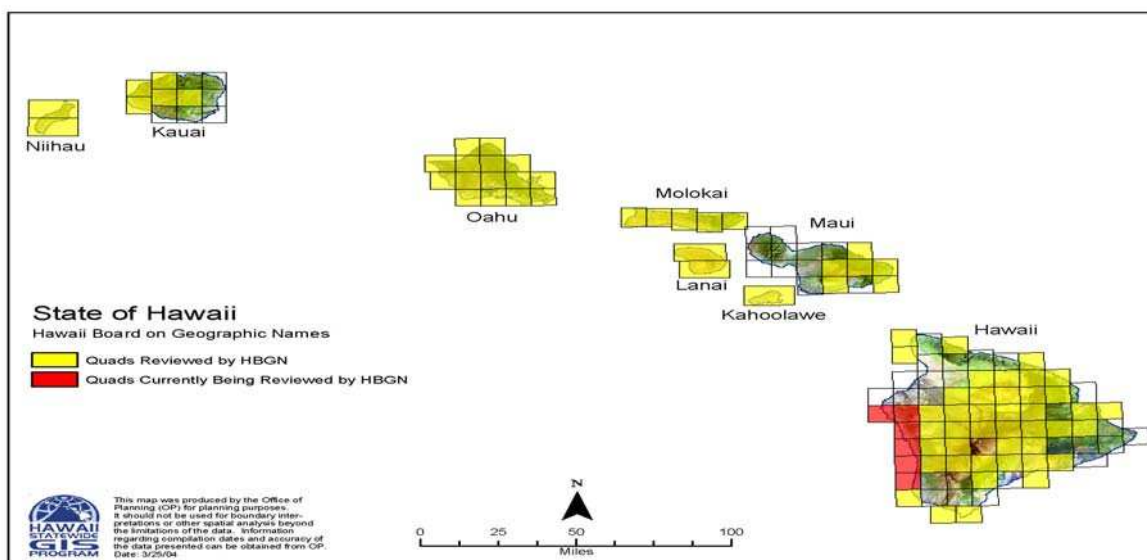 Niihau
Kauai
Oahu
Molokai
Maui
Lanai
Kahoolawe
Hawaii
State of Hawaii
Hawaii Board on Geographic Names
Quads Reviewed by HBGN
Quads Currently Being Reviewed by HBGN
HAWAII
STATEWIDE
GIS
PROGRAM
This map was produced by the Office of
Planning (OP) for planning purposes.
It should not be used for boundary inter-
pretations or other spatial analysis beyond
the limitations of the data. Information
regarding compilation dates and accuracy of
the data presented can be obtained from OP.
Date: 3/25/04
N
0 25 50 100
Miles